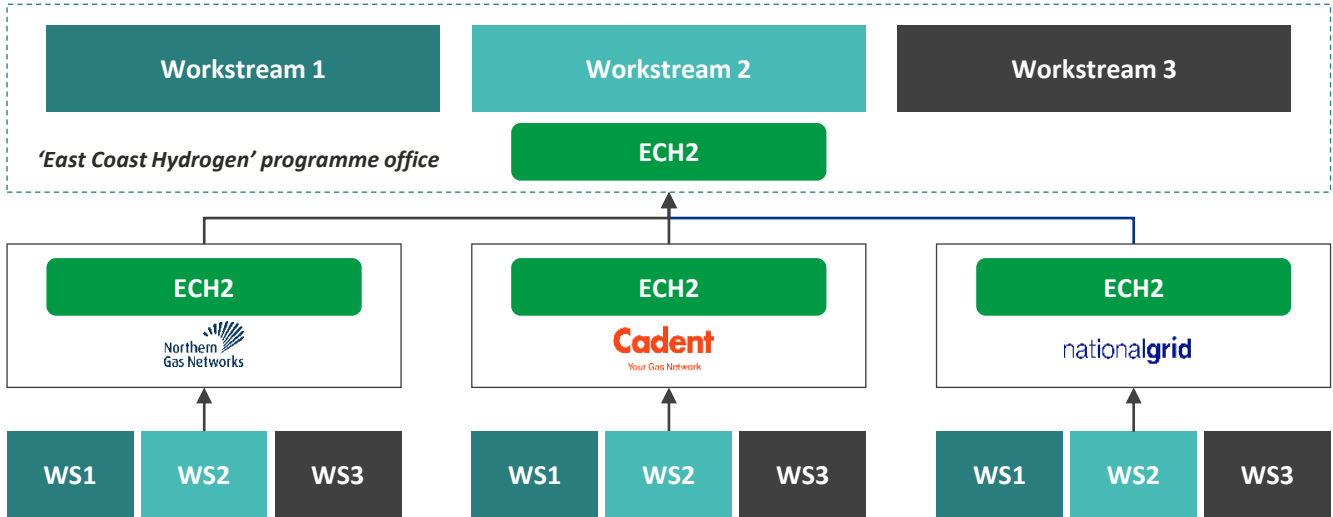 Workstream 1
Workstream 2
Workstream 3
‘East Coast Hydrogen’ programme office
ECH2
ECH2
ECH2
ECH2
Northern
Gas Networks
Cadent
Your Gas Network
nationalgrid
WS1
WS2
WS3
WS1
WS2
WS3
WS1
WS2
WS3